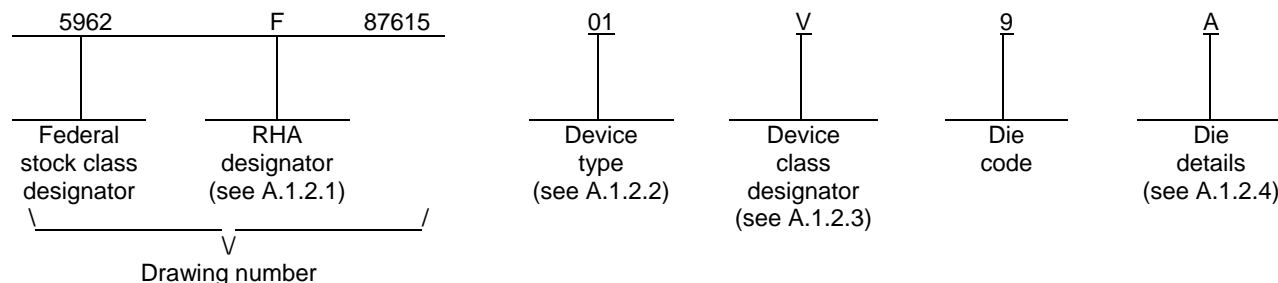 5962 F 87615 01 V 9 A
Federal stock class designator
RHA designator (see A.1.2.1)
Device type (see A.1.2.2)
Device class designator (see A.1.2.3)
Die code
Die details (see A.1.2.4)
\ /
\/
Drawing number